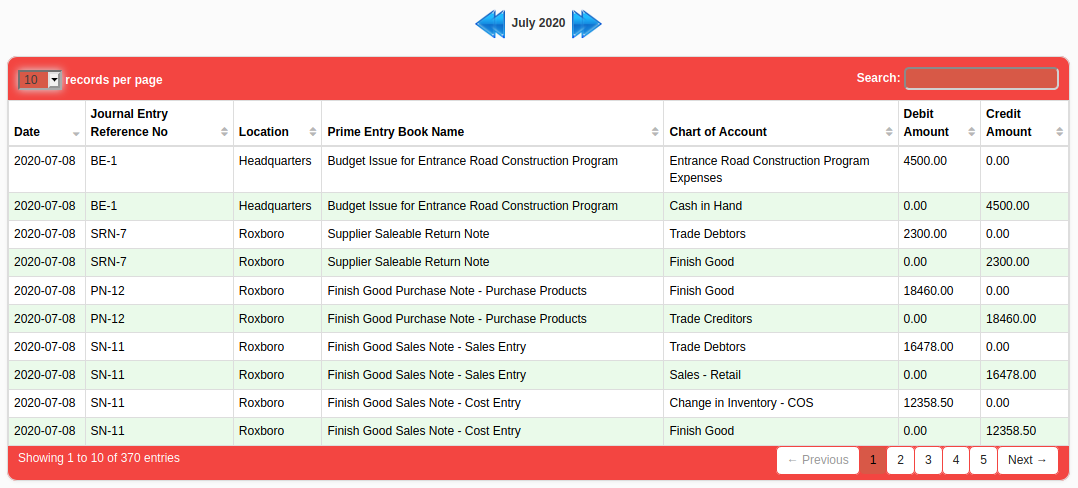 July 2020
10 records per page Search:
Date Journal Entry Reference No Location Prime Entry Book Name Chart of Account Debit Amount Credit Amount
2020-07-08 BE-1 Headquarters Budget Issue for Entrance Road Construction Program Entrance Road Construction Program Expenses 4500.00 0.00
2020-07-08 BE-1 Headquarters Budget Issue for Entrance Road Construction Program Cash in Hand 0.00 4500.00
2020-07-08 SRN-7 Roxboro Supplier Saleable Return Note Trade Debtors 2300.00 0.00
2020-07-08 SRN-7 Roxboro Supplier Saleable Return Note Finish Good 0.00 2300.00
2020-07-08 PN-12 Roxboro Finish Good Purchase Note - Purchase Products Finish Good 18460.00 0.00
2020-07-08 PN-12 Roxboro Finish Good Purchase Note - Purchase Products Trade Creditors 0.00 18460.00
2020-07-08 SN-11 Roxboro Finish Good Sales Note - Sales Entry Trade Debtors 16478.00 0.00
2020-07-08 SN-11 Roxboro Finish Good Sales Note - Sales Entry Sales - Retail 0.00 16478.00
2020-07-08 SN-11 Roxboro Finish Good Sales Note - Cost Entry Change in Inventory - COS 12358.50 0.00
2020-07-08 SN-11 Roxboro Finish Good Sales Note - Cost Entry Finish Good 0.00 12358.50
Showing 1 to 10 of 370 entries ← Previous 1 2 3 4 5 Next →